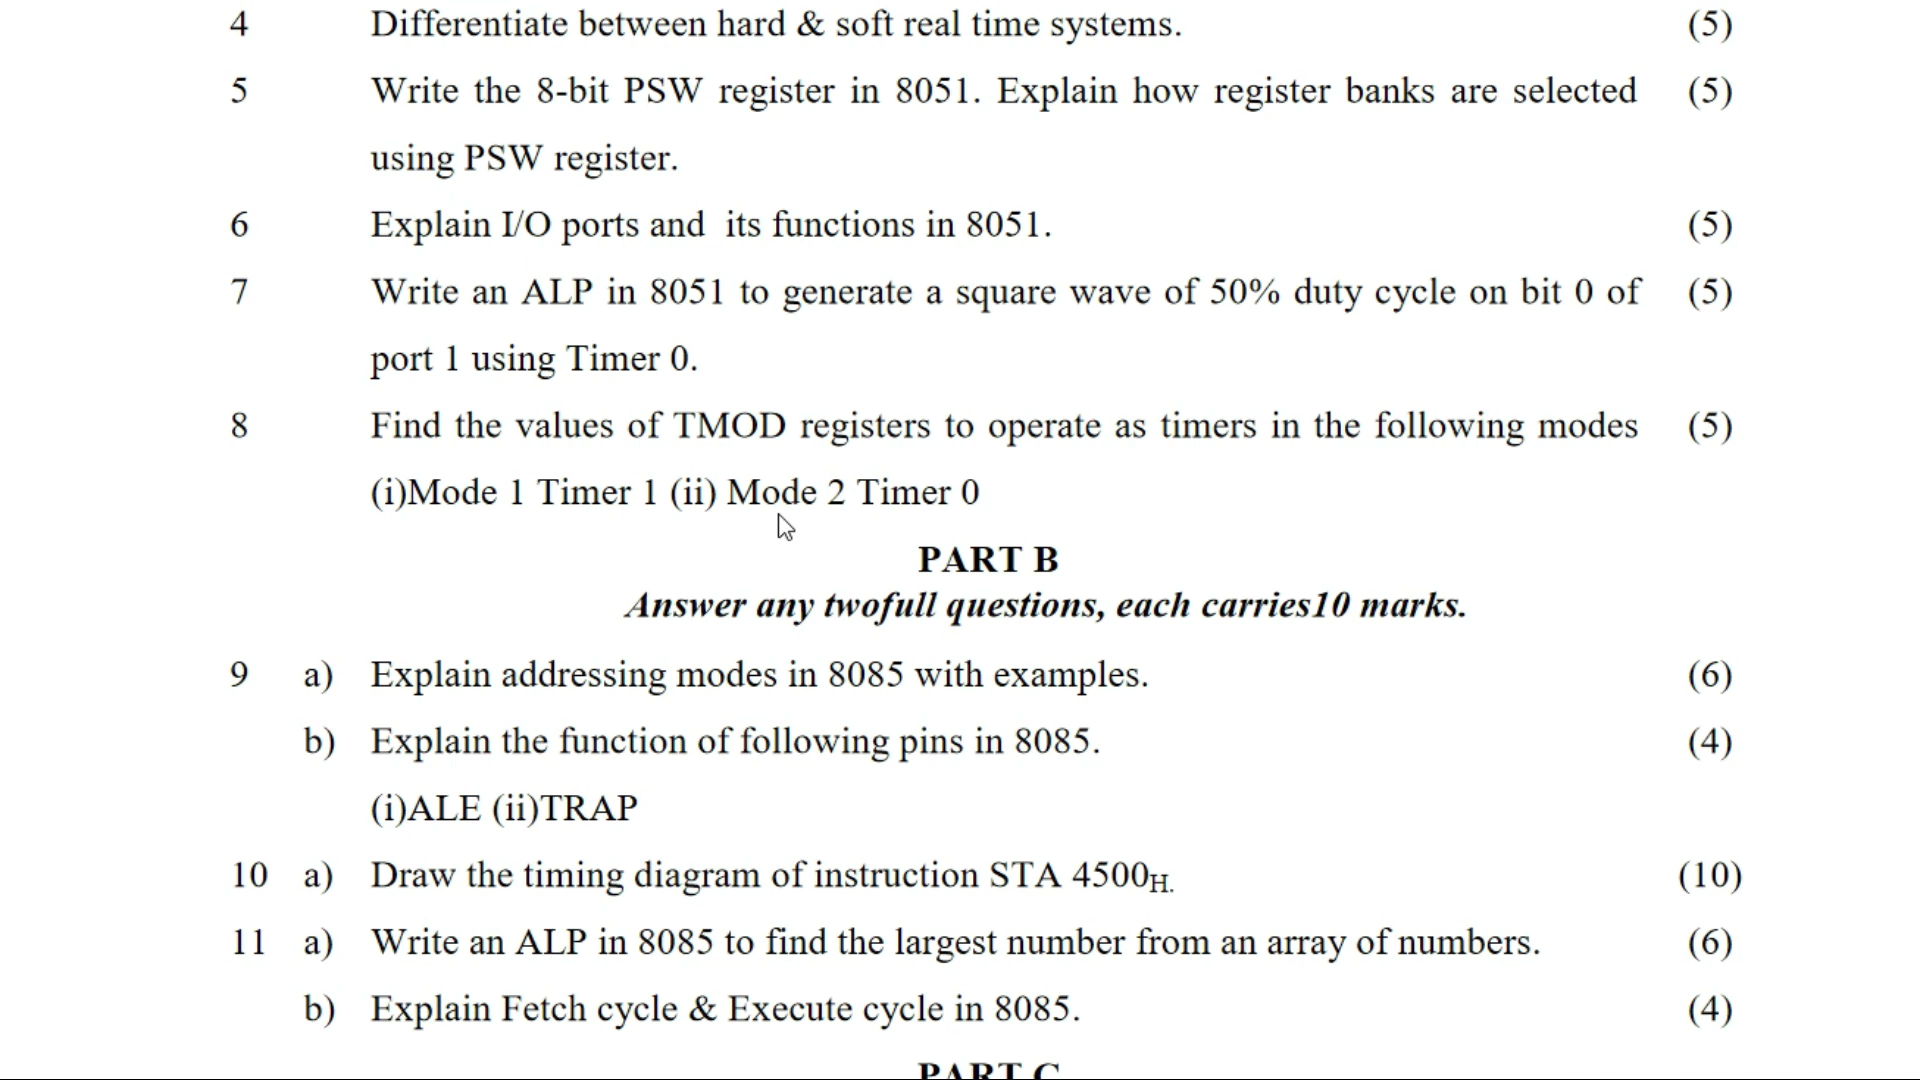 4 Differentiate between hard & soft real time systems. (5)
5 Write the 8-bit PSW register in 8051. Explain how register banks are selected (5)
using PSW register.
6 Explain I/O ports and its functions in 8051. (5)
7 Write an ALP in 8051 to generate a square wave of 50% duty cycle on bit 0 of (5)
port 1 using Timer 0.
8 Find the values of TMOD registers to operate as timers in the following modes (5)
(i)Mode 1 Timer 1 (ii) Mode 2 Timer 0
PART B
Answer any twofull questions, each carries10 marks.
9 a) Explain addressing modes in 8085 with examples. (6)
b) Explain the function of following pins in 8085. (4)
(i)ALE (ii)TRAP
10 a) Draw the timing diagram of instruction STA 4500H. (10)
11 a) Write an ALP in 8085 to find the largest number from an array of numbers. (6)
b) Explain Fetch cycle & Execute cycle in 8085. (4)
PART C